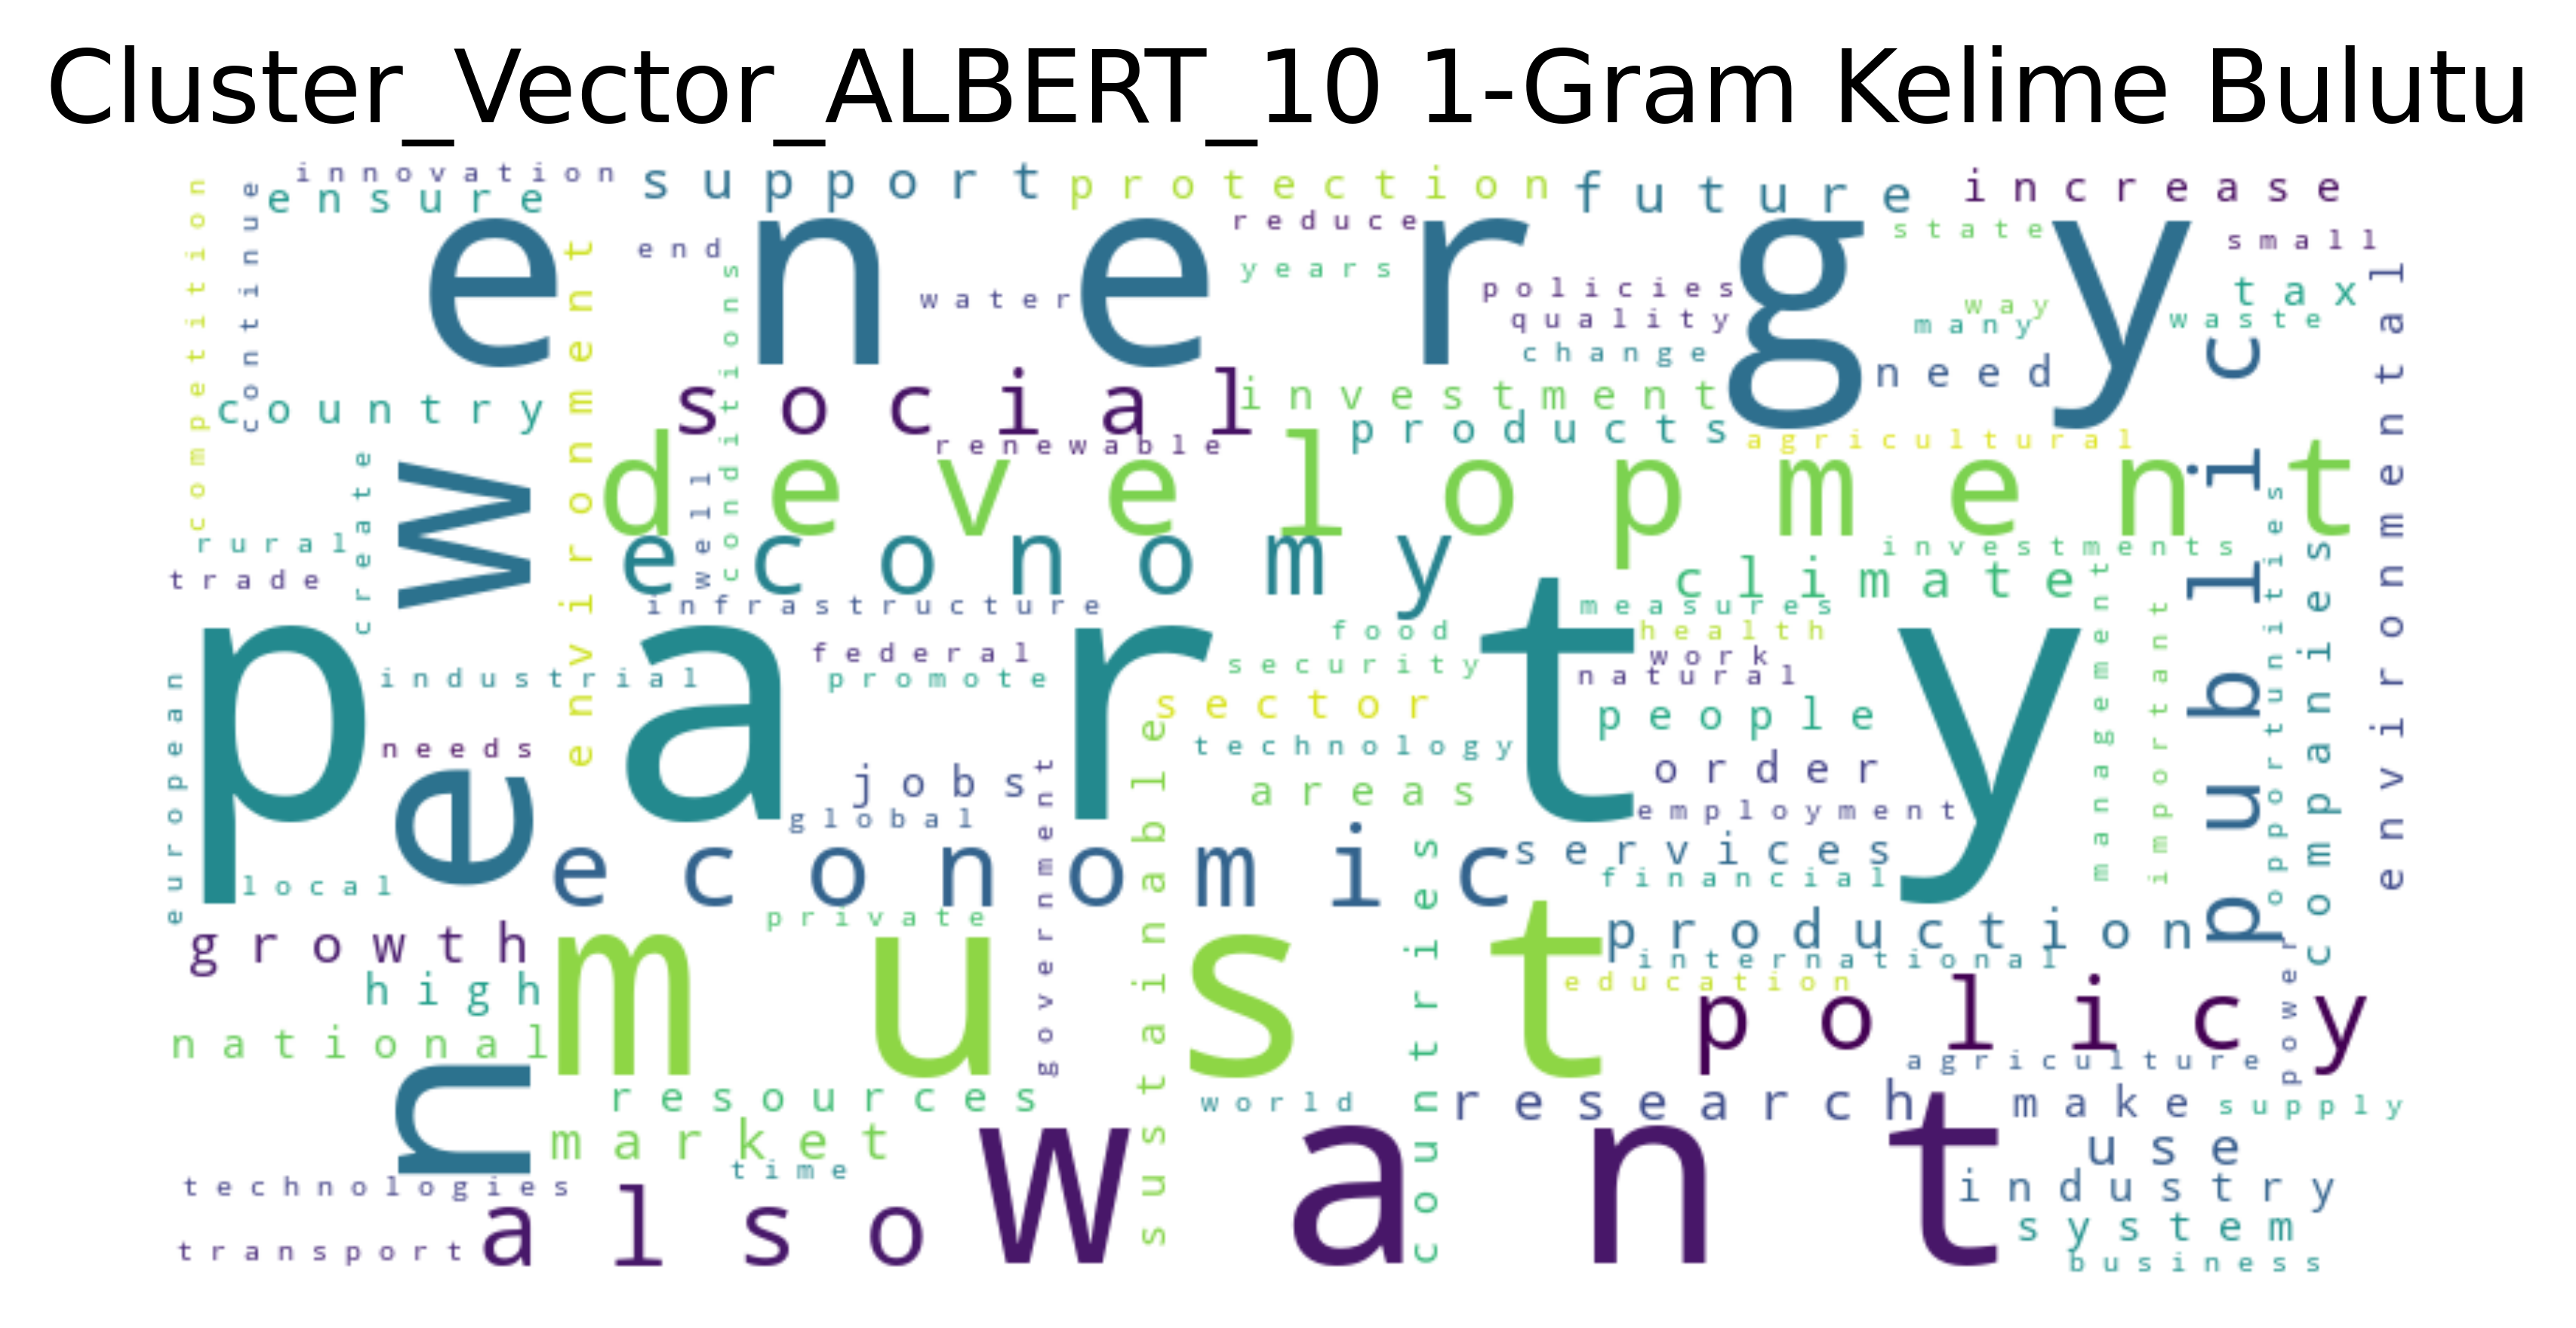 Cluster_Vector_ALBERT_10 1-Gram Kelime Bulutu
innovation
support
protection
future
increase
ensure
competition
continue
energy
reduce
state
small
end
years
water
policies
way
tax
quality
many
waste
change
need
environment
conditions
country
social
investment
products
renewable
agricultural
public
environmental
development
create
well
new
rural
economy
investments
trade
climate
opportunities
companies
infrastructure
measures
party
food
health
federal
security
work
industrial
promote
natural
management
important
european
sector
people
needs
technology
order
jobs
areas
global
employment
government
sustainable
economic
services
local
financial
countries
private
growth
must
production
international
high
education
policy
power
national
agriculture
resources
world
research
make
supply
market
want
use
time
technologies
industry
also
system
transport
business